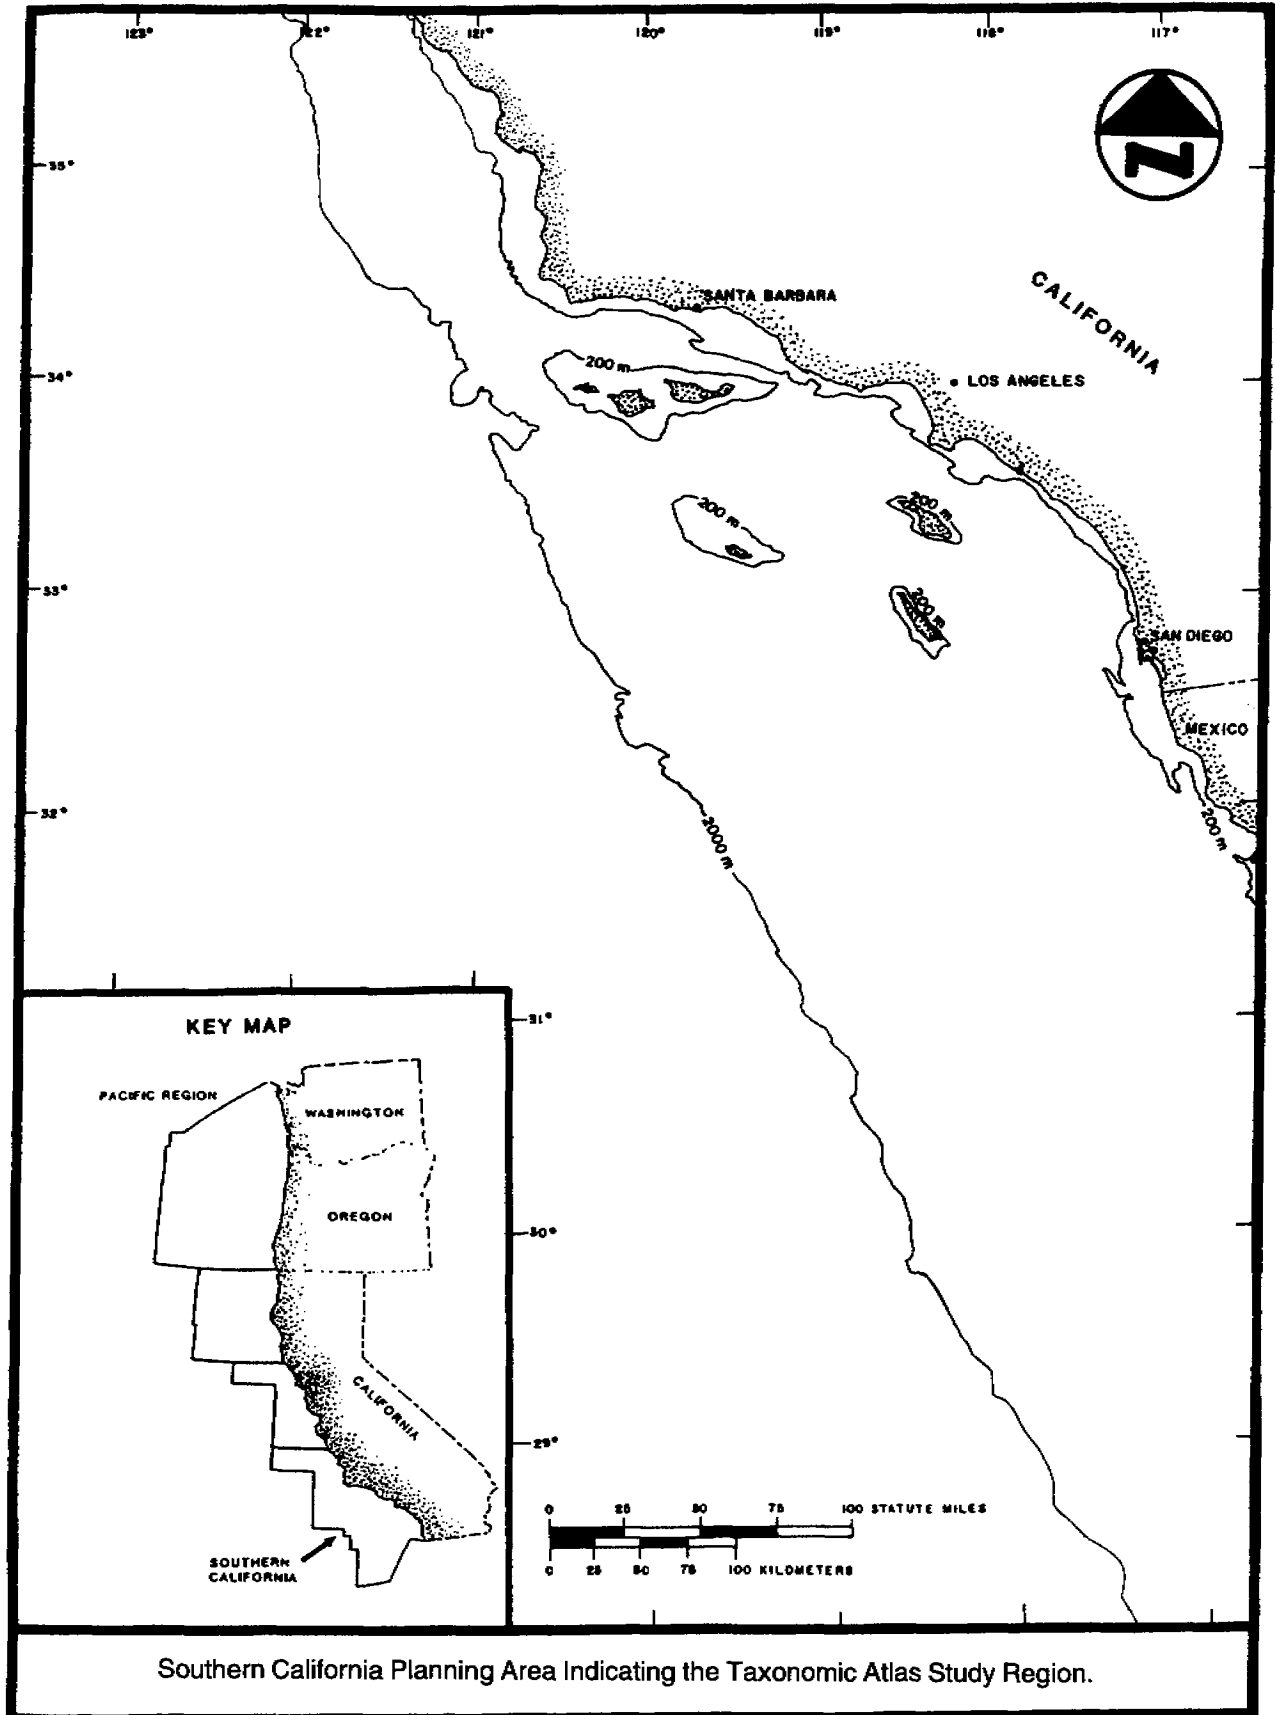 123° 122° 121° 120° 119° 118° 117°
35°
CALIFORNIA
SANTA BARBARA
34°
200 m
LOS ANGELES
200 m
200 m
33°
200 m
SAN DIEGO
MEXICO
32°
2000 m
200 m
N
KEY MAP
31°
PACIFIC REGION
WASHINGTON
OREGON
30°
CALIFORNIA
29°
0 25 50 75 100 STATUTE MILES
0 25 50 75 100 KILOMETERS
SOUTHERN
CALIFORNIA
Southern California Planning Area Indicating the Taxonomic Atlas Study Region.